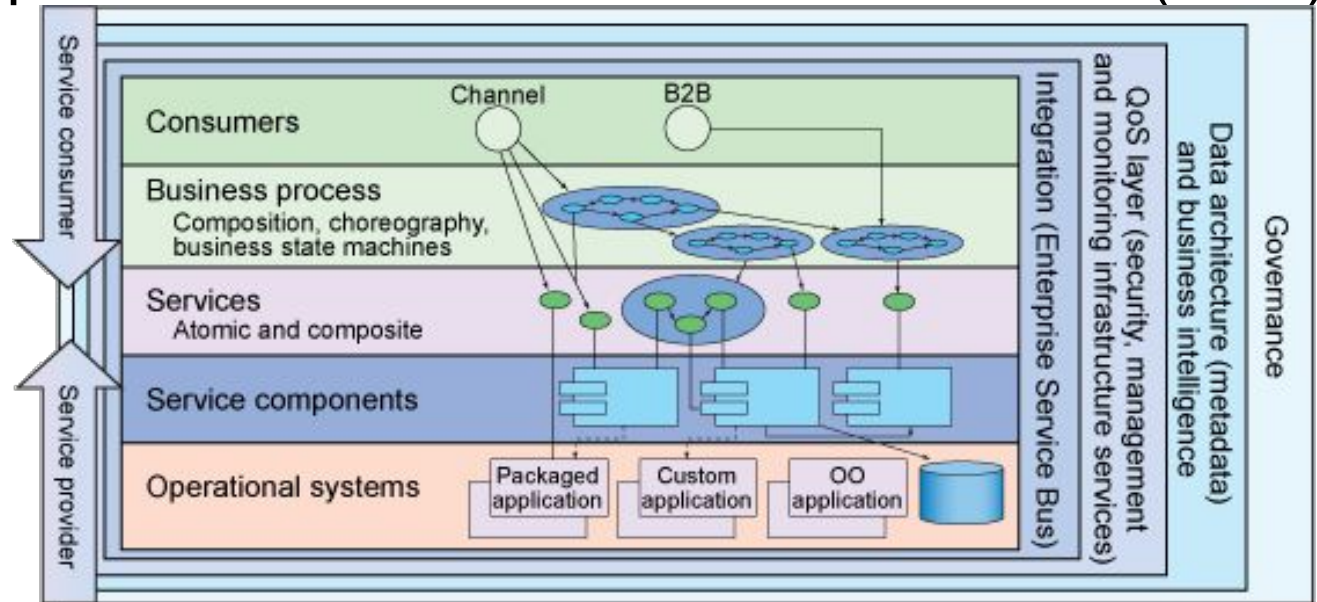 Service consumer
Service provider
Channel
B2B
Consumers
Business process
Composition, choreography,
business state machines
Services
Atomic and composite
Service components
Operational systems
Packaged
application
Custom
application
OO
application
Integration (Enterprise Service Bus)
QoS layer (security, management
and monitoring infrastructure services)
Data architecture (metadata)
and business intelligence
Governance